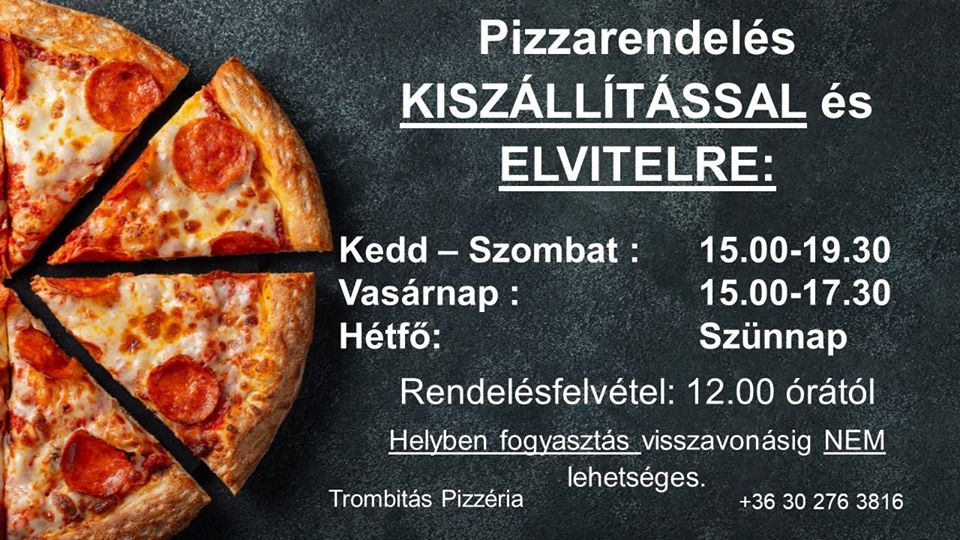 Pizzarendelés
KISZÁLLÍTÁSSAL és
ELVITELRE:
Kedd – Szombat : 15.00-19.30
Vasárnap : 15.00-17.30
Hétfő: Szünnap
Rendelésfelvétel: 12.00 órától
Helyben fogyasztás visszavonásig NEM
lehetséges.
Trombitás Pizzéria +36 30 276 3816